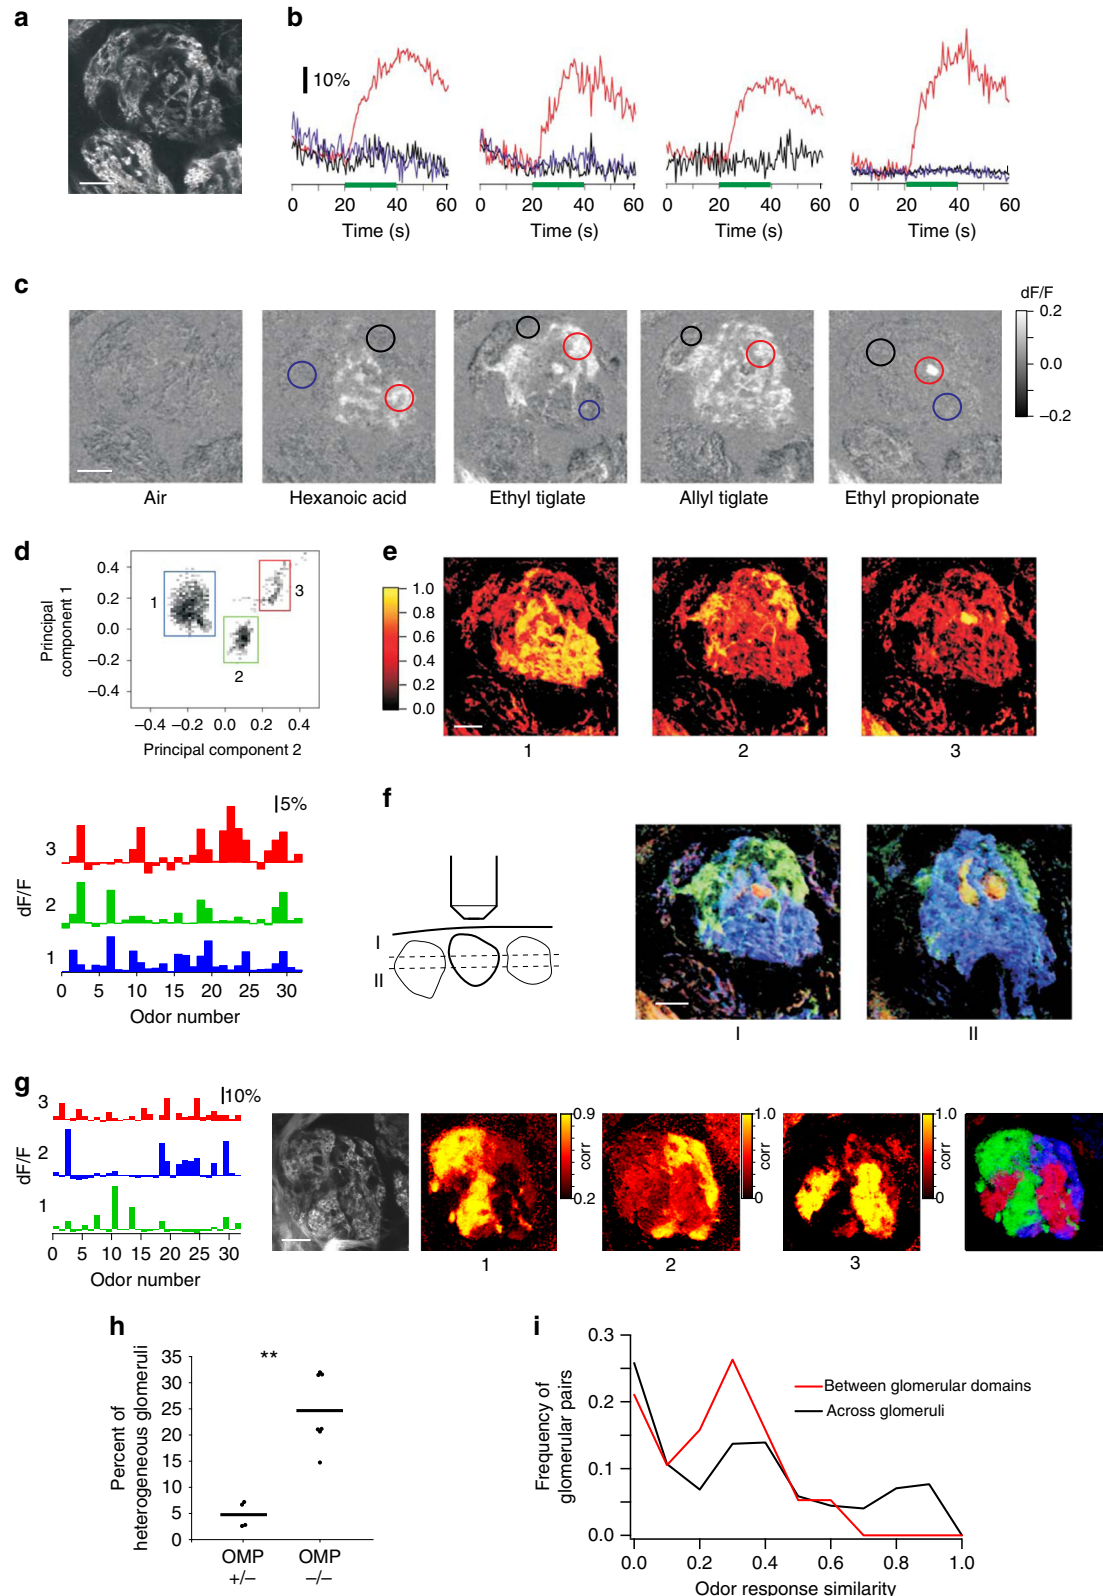 a
b
10%
0 20 40 60
0 20 40 60
0 20 40 60
0 20 40 60
Time (s)
Time (s)
Time (s)
Time (s)
c
dF/F
0.2
0.0
−0.2
Air
Hexanoic acid
Ethyl tiglate
Allyl tiglate
Ethyl propionate
d
Principal
component 1
0.4
0.2
0.0
−0.2
−0.4
1
2
3
−0.4 −0.2 0.0 0.2 0.4
Principal component 2
e
1.0
0.8
0.6
0.4
0.2
0.0
1
2
3
5%
dF/F
3
2
1
0 5 10 15 20 25 30
Odor number
f
I
II
I
II
g
10%
dF/F
3
2
1
0 5 10 15 20 25 30
Odor number
0.9
corr
0.2
1
1.0
corr
0
2
1.0
corr
0
3
h
Percent of
heterogeneous glomeruli
35
30
25
20
15
10
5
0
**
OMP
+/−
OMP
−/−
i
Frequency of
glomerular pairs
0.3
0.2
0.1
0.0
Between glomerular domains
Across glomeruli
0.0 0.2 0.4 0.6 0.8 1.0
Odor response similarity